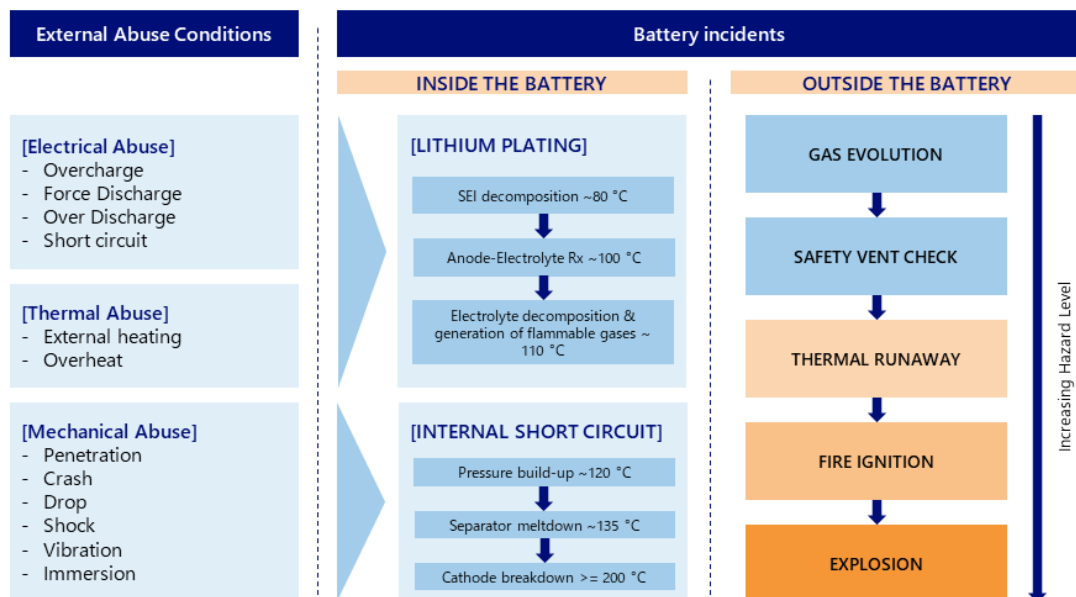 External Abuse Conditions
Battery incidents
INSIDE THE BATTERY
OUTSIDE THE BATTERY
[Electrical Abuse]
- Overcharge
- Force Discharge
- Over Discharge
- Short circuit
[Thermal Abuse]
- External heating
- Overheat
[Mechanical Abuse]
- Penetration
- Crash
- Drop
- Shock
- Vibration
- Immersion
[LITHIUM PLATING]
SEI decomposition ~80 °C
Anode-Electrolyte Rx ~100 °C
Electrolyte decomposition &
generation of flammable gases ~
110 °C
[INTERNAL SHORT CIRCUIT]
Pressure build-up ~120 °C
Separator meltdown ~135 °C
Cathode breakdown >= 200 °C
GAS EVOLUTION
SAFETY VENT CHECK
THERMAL RUNAWAY
FIRE IGNITION
EXPLOSION
Increasing Hazard Level